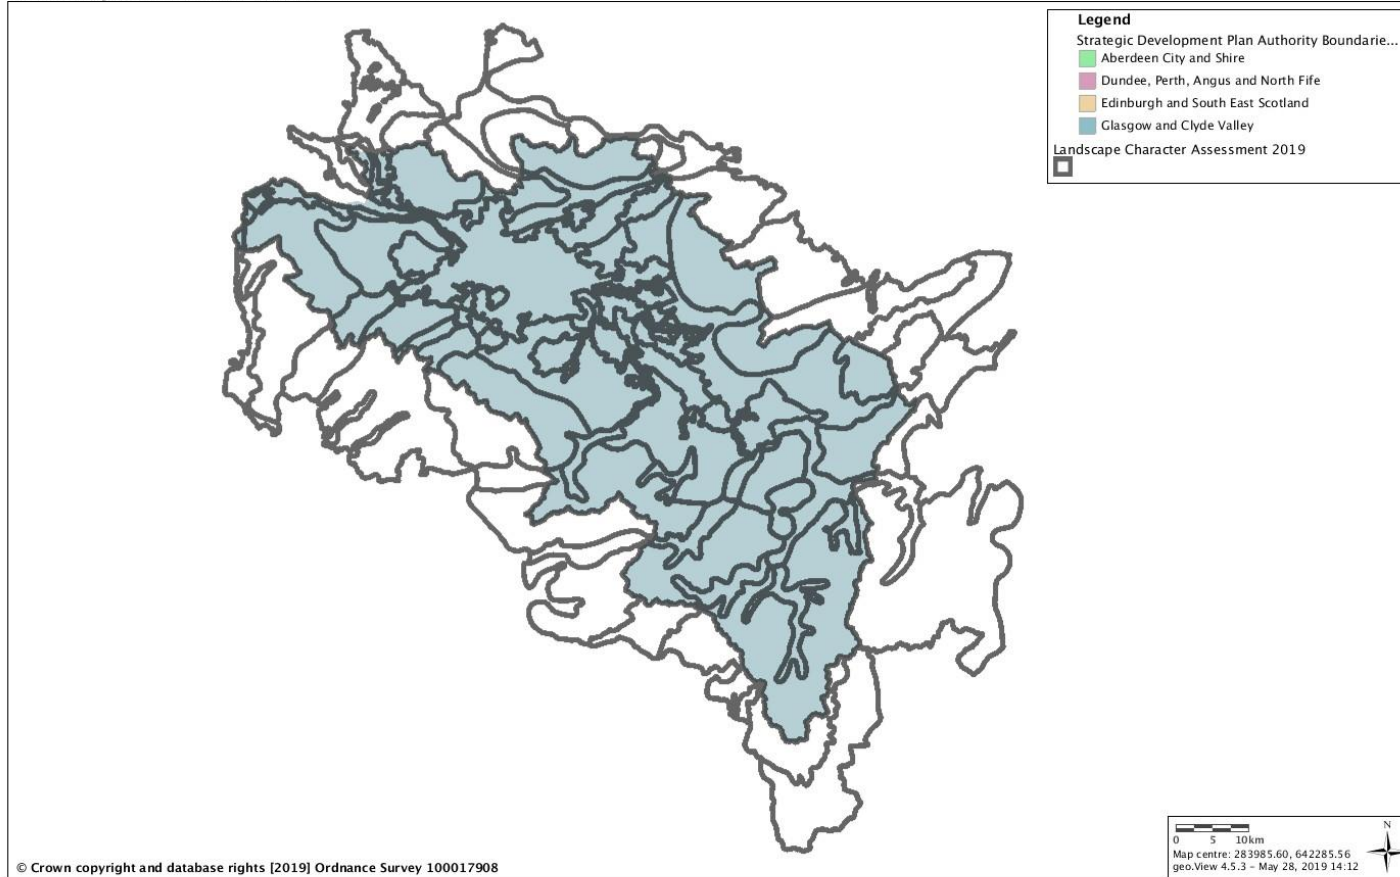 Legend
Strategic Development Plan Authority Boundarie...
Aberdeen City and Shire
Dundee, Perth, Angus and North Fife
Edinburgh and South East Scotland
Glasgow and Clyde Valley
Landscape Character Assessment 2019
© Crown copyright and database rights [2019] Ordnance Survey 100017908
0 5 10km
N
Map centre: 283985.60, 642285.56
geo.View 4.5.3 - May 28, 2019 14:12